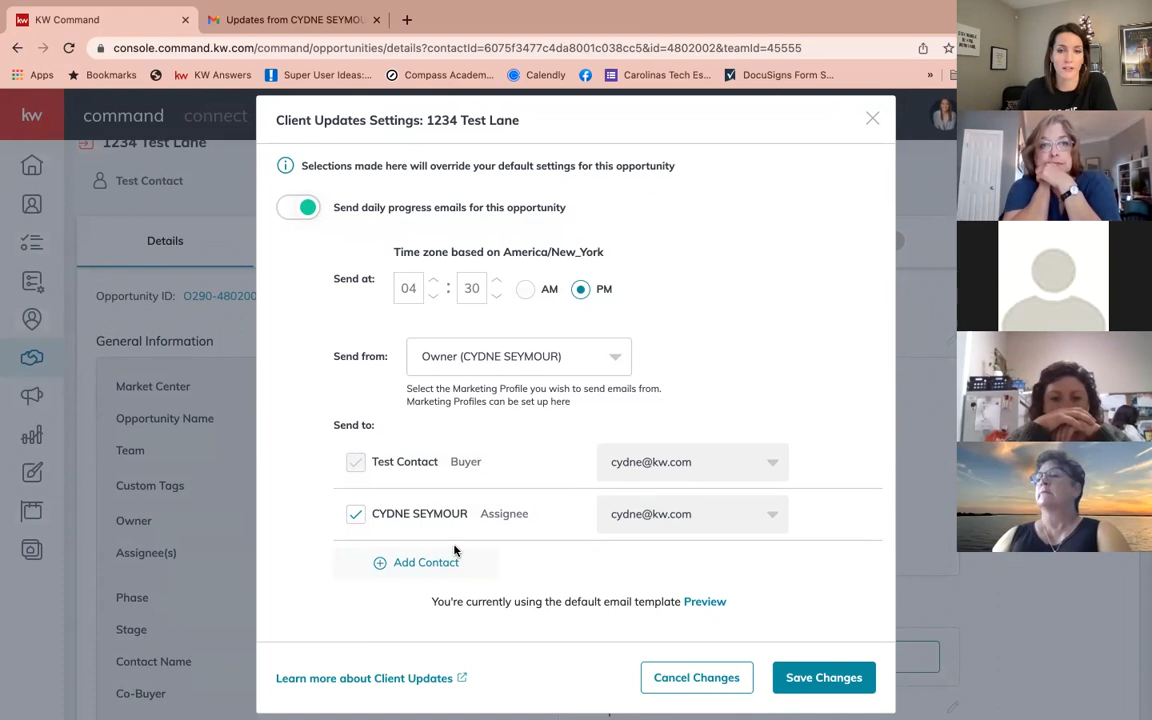 KW Command
Updates from CYDNE SEYMOU
console.command.kw.com/command/opportunities/details?contactId=6075f3477c4da8001c038cc5&id=4802002&teamId=45555
Apps
Bookmarks
KW Answers
Super User Ideas:...
Compass Academ...
Calendly
Carolinas Tech Es...
DocuSigns Form S...
»
kw
command connect
1234 Test Lane
Test Contact
Details
Opportunity ID: O290-480200
General Information
Market Center
Opportunity Name
Team
Custom Tags
Owner
Assignee(s)
Phase
Stage
Contact Name
Co-Buyer
Client Updates Settings: 1234 Test Lane
Selections made here will override your default settings for this opportunity
Send daily progress emails for this opportunity
Time zone based on America/New_York
Send at: 04 : 30 AM PM
Send from: Owner (CYDNE SEYMOUR)
Select the Marketing Profile you wish to send emails from.
Marketing Profiles can be set up here
Send to:
Test Contact Buyer cydne@kw.com
CYDNE SEYMOUR Assignee cydne@kw.com
Add Contact
You're currently using the default email template Preview
Learn more about Client Updates
Cancel Changes
Save Changes